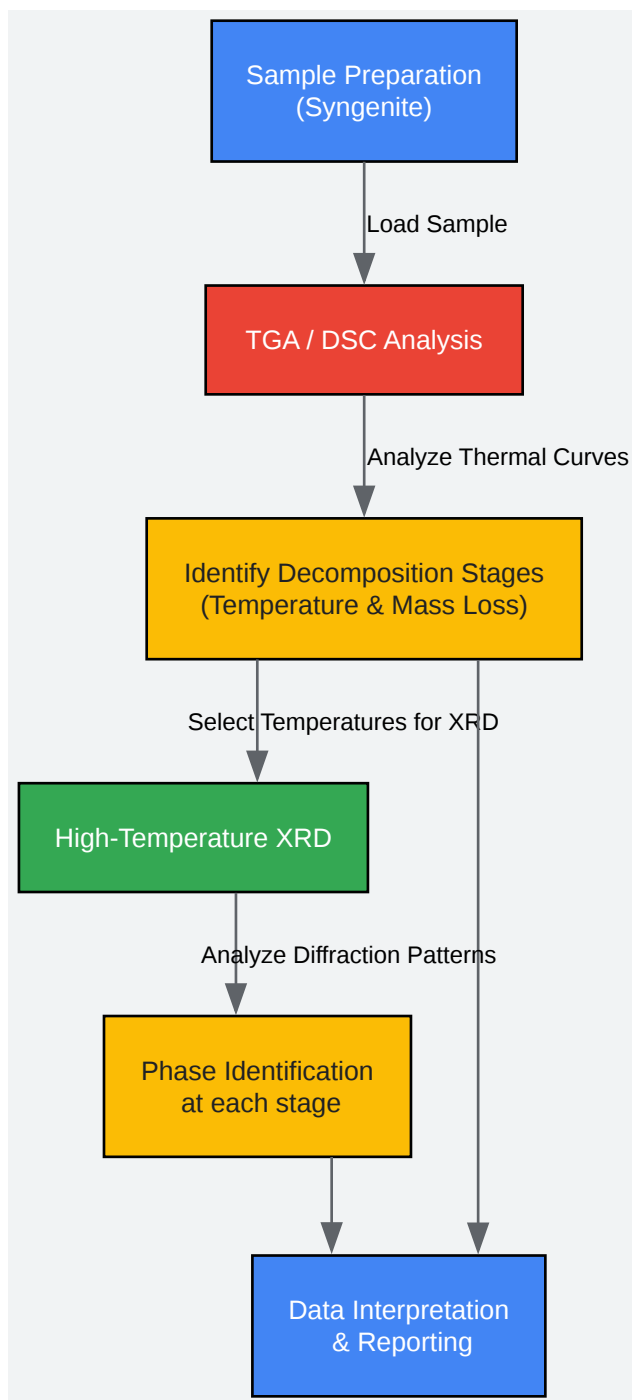 Sample Preparation
(Syngenite)
Load Sample
TGA / DSC Analysis
Analyze Thermal Curves
Identify Decomposition Stages
(Temperature & Mass Loss)
Select Temperatures for XRD
High-Temperature XRD
Analyze Diffraction Patterns
Phase Identification
at each stage
Data Interpretation
& Reporting